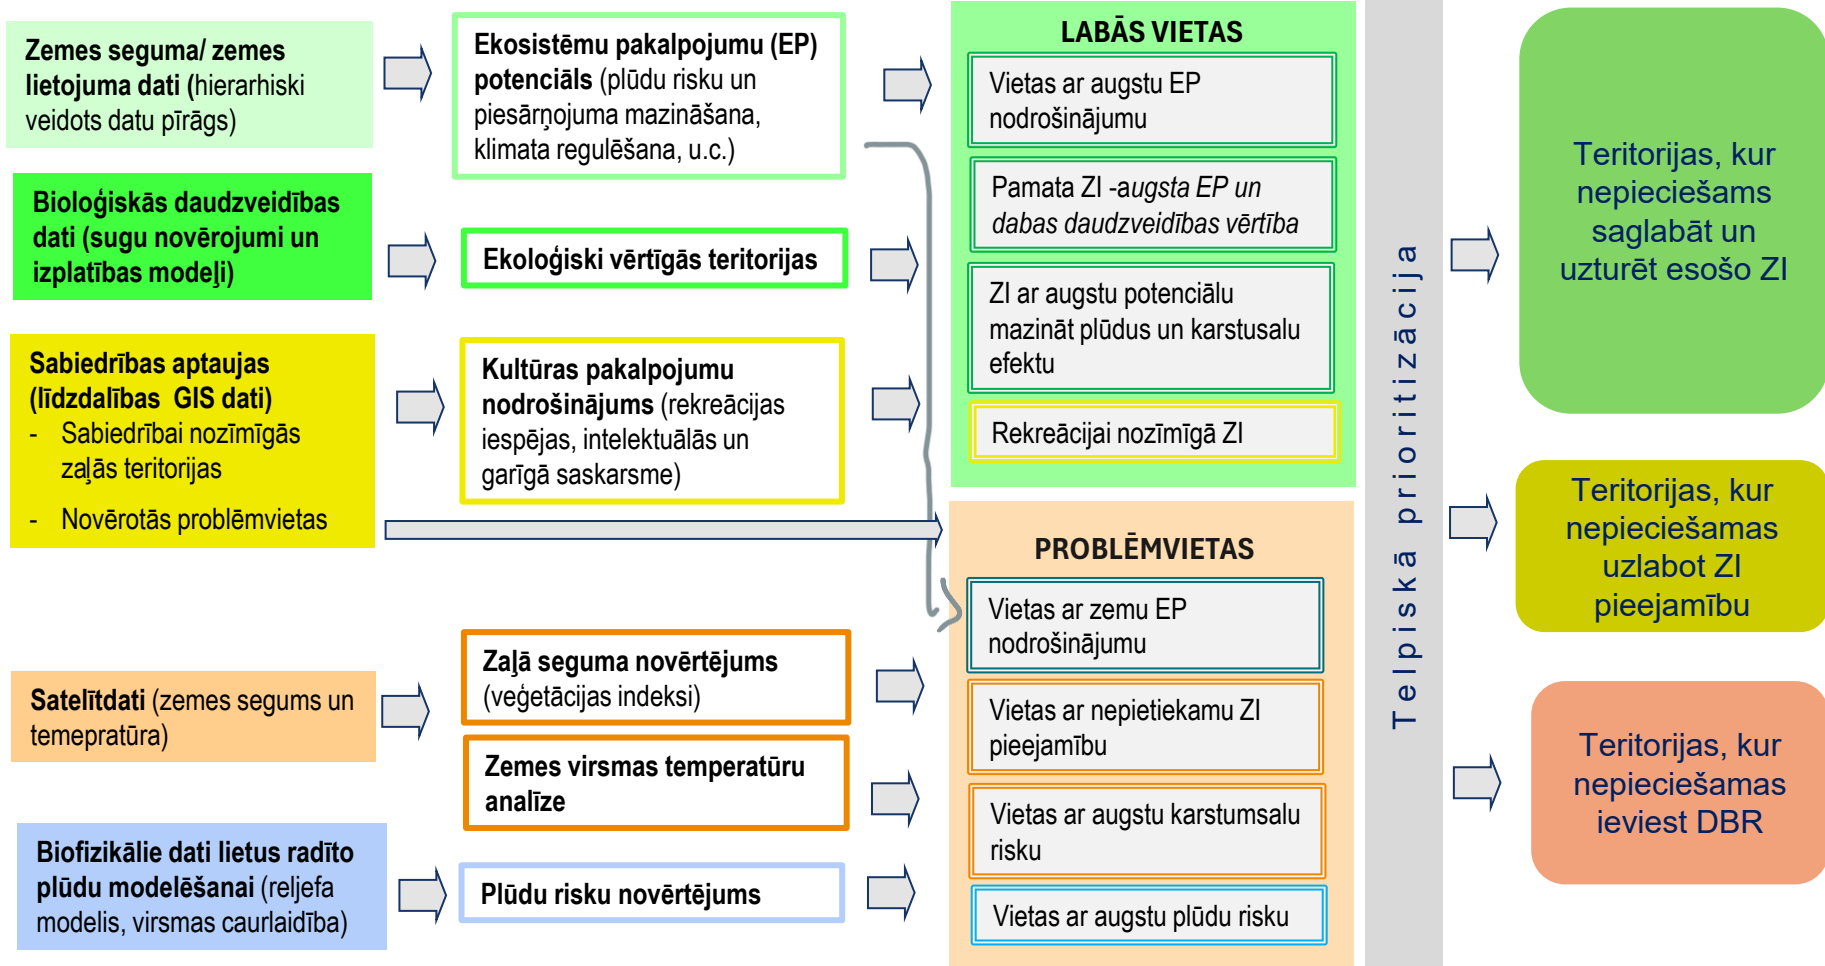 Zemes seguma/ zemes
lietojuma dati (hierarhiski
veidots datu pīrāgs)
Bioloģiskās daudzveidības
dati (sugu novērojumi un
izplatības modeļi)
Sabiedrības aptaujas
(līdzdalības GIS dati)
- Sabiedrībai nozīmīgās
zaļās teritorijas
- Novērotās problēmvietas
Satelītdati (zemes segums un
temepratūra)
Biofizikālie dati lietus radīto
plūdu modelēšanai (reljefa
modelis, virsmas caurlaidība)
Ekosistēmu pakalpojumu (EP)
potenciāls (plūdu risku un
piesārņojuma mazināšana,
klimata regulēšana, u.c.)
Ekoloģiski vērtīgās teritorijas
Kultūras pakalpojumu
nodrošinājums (rekreācijas
iespējas, intelektuālās un
garīgā saskarsme)
Zaļā seguma novērtējums
(veģetācijas indeksi)
Zemes virsmas temperatūru
analīze
Plūdu risku novērtējums
LABĀS VIETAS
Vietas ar augstu EP
nodrošinājumu
Pamata ZI -augsta EP un
dabas daudzveidības vērtība
ZI ar augstu potenciālu
mazināt plūdus un karstusalu
efektu
Rekreācijai nozīmīgā ZI
PROBLĒMVIETAS
Vietas ar zemu EP
nodrošinājumu
Vietas ar nepietiekamu ZI
pieejamību
Vietas ar augstu karstumsalu
risku
Vietas ar augstu plūdu risku
Telpiskā prioritizācija
Teritorijas, kur
nepieciešams
saglabāt un
uzturēt esošo ZI
Teritorijas, kur
nepieciešamas
uzlabot ZI
pieejamību
Teritorijas, kur
nepieciešamas
ieviest DBR